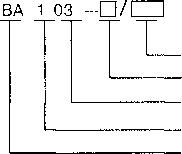 BA 1 03 --- □/□